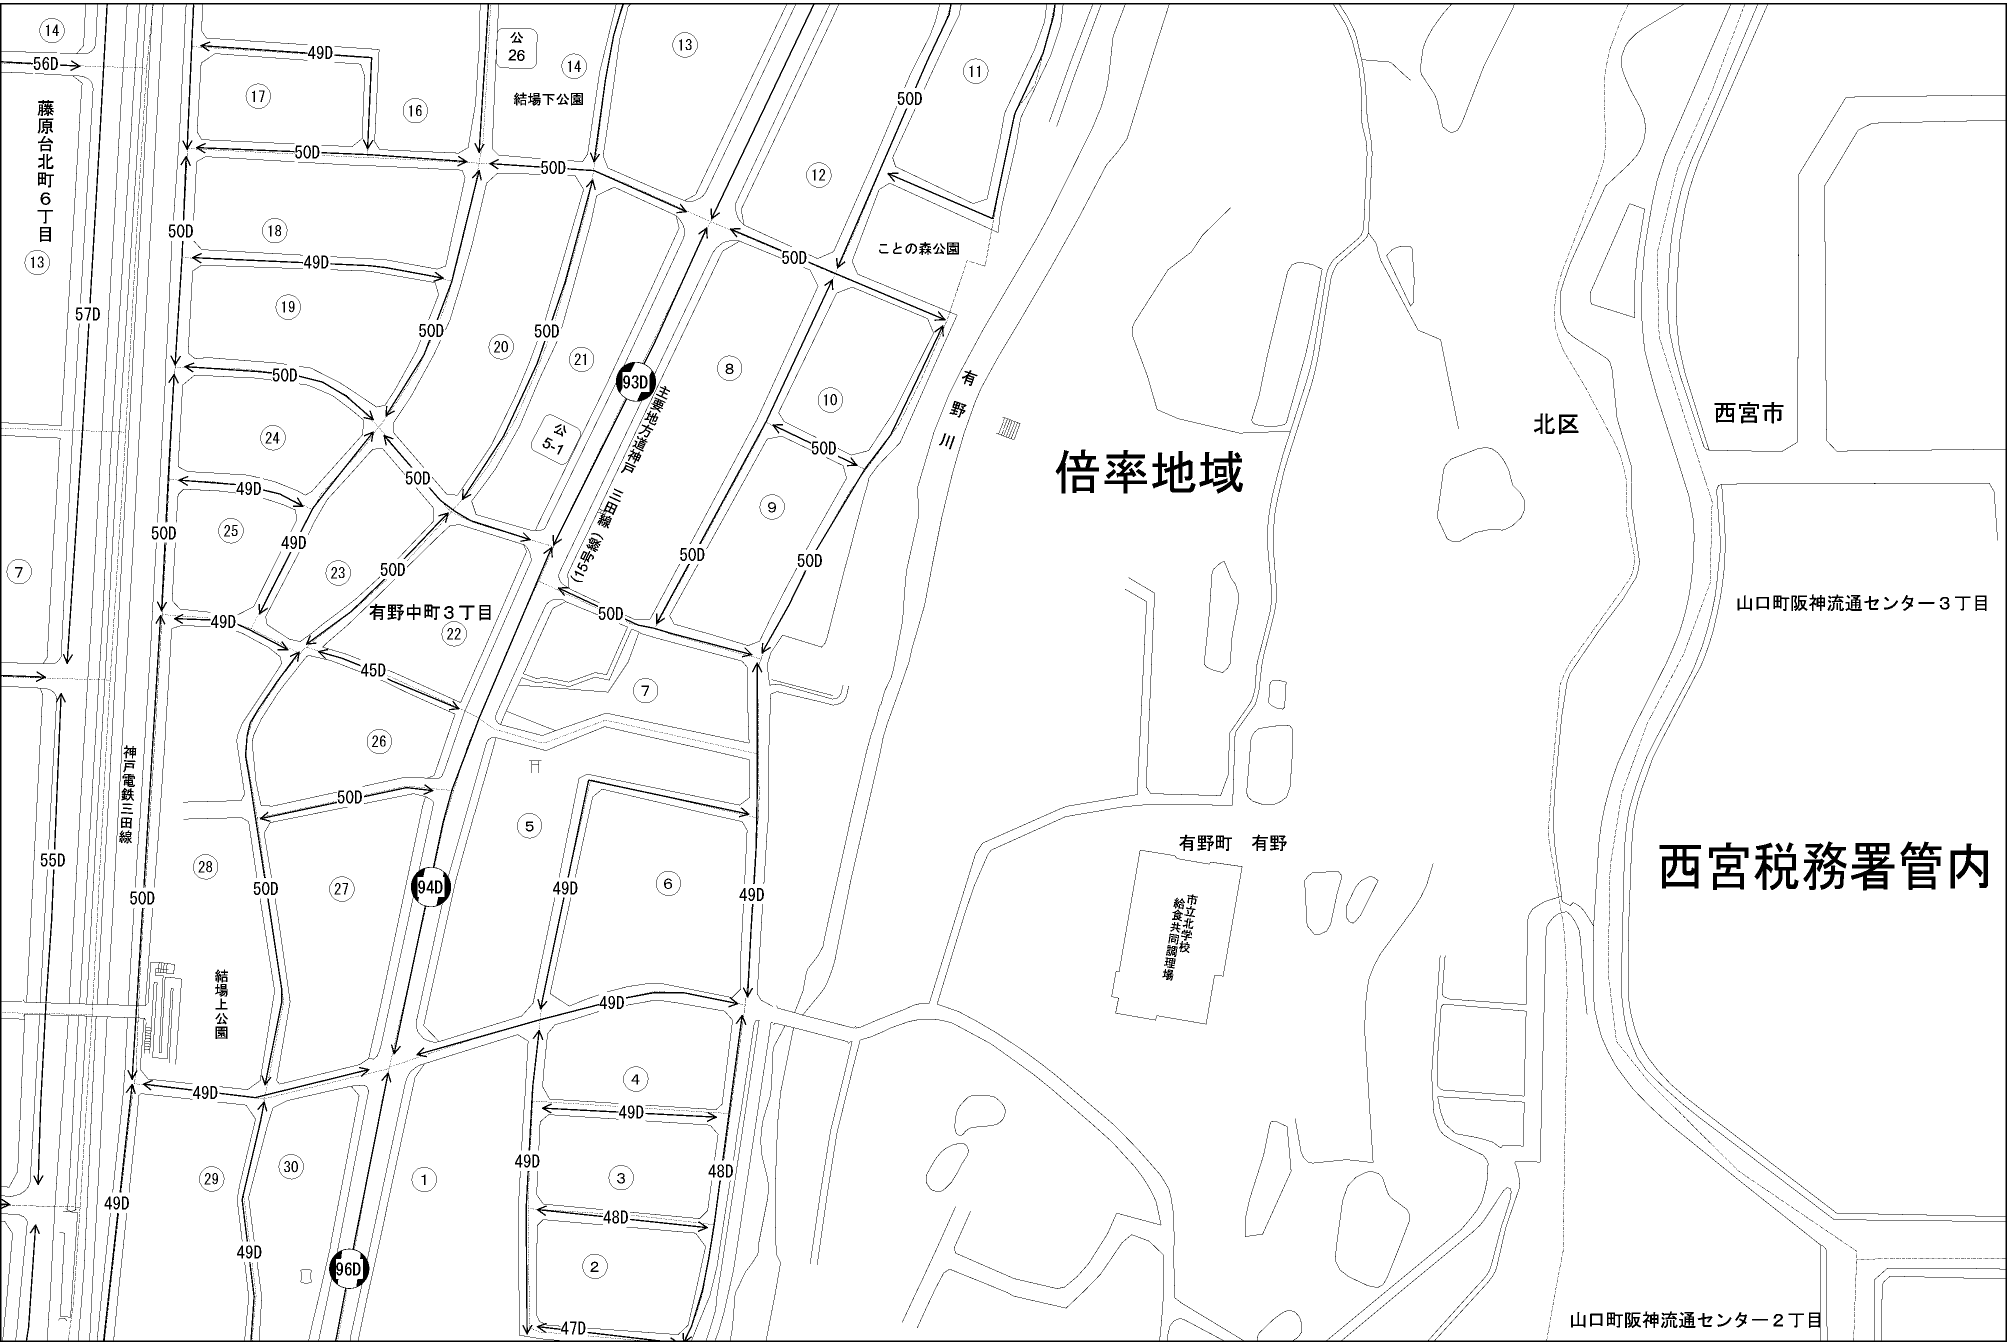 14
56D
藤原台北町6丁目
13
57D
7
55D
神戸電鉄三田線
49D
17
16
公
26
14
結場下公園
13
11
50D
50D
50D
12
50D
18
49D
ことの森公園
50D
19
50D
50D
20
21
93D
8
主要地方道神戸三田線
(15号線)
50D
24
公
5-1
10
有野川
50D
50D
49D
25
50D
49D
23
50D
9
50D
50D
有野中町3丁目
22
49D
50D
45D
7
26
50D
5
28
27
50D
94D
49D
6
49D
50D
結場上公園
49D
4
49D
49D
29
30
1
49D
3
48D
49D
48D
49D
96D
2
47D
倍率地域
北区
西宮市
山口町阪神流通センター3丁目
有野町 有野
市立北学校
給食共同調理場
西宮税務署管内
山口町阪神流通センター2丁目